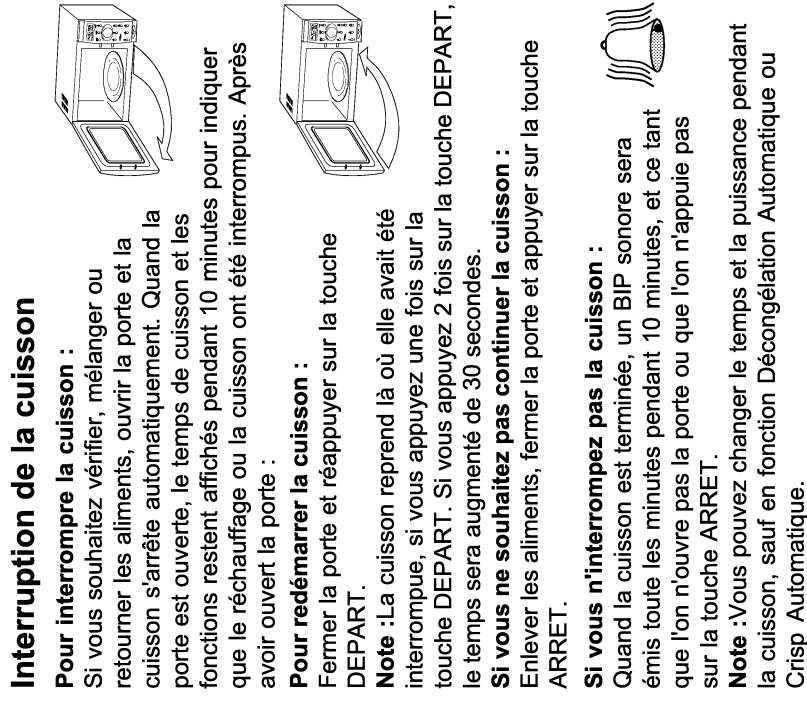 Interruption de la cuisson
Pour interrompre la cuisson :
Si vous souhaitez vérifier, mélanger ou
retourner les aliments, ouvrir la porte et la
cuisson s'arrête automatiquement. Quand la
porte est ouverte, le temps de cuisson et les
fonctions restent affichés pendant 10 minutes pour indiquer
que le réchauffage ou la cuisson ont été interrompus. Après
avoir ouvert la porte :
Pour redémarrer la cuisson :
Fermer la porte et réappuyer sur la touche
DEPART.
Note :La cuisson reprend là où elle avait été
interrompue, si vous appuyez une fois sur la
touche DEPART. Si vous appuyez 2 fois sur la touche DEPART,
le temps sera augmenté de 30 secondes.
Si vous ne souhaitez pas continuer la cuisson :
Enlever les aliments, fermer la porte et appuyer sur la touche
ARRET.
Si vous n'interrompez pas la cuisson :
Quand la cuisson est terminée, un BIP sonore sera
émis toute les minutes pendant 10 minutes, et ce tant
que l'on n'ouvre pas la porte ou que l'on n'appuie pas
sur la touche ARRET.
Note :Vous pouvez changer le temps et la puissance pendant
la cuisson, sauf en fonction Décongélation Automatique ou
Crisp Automatique.